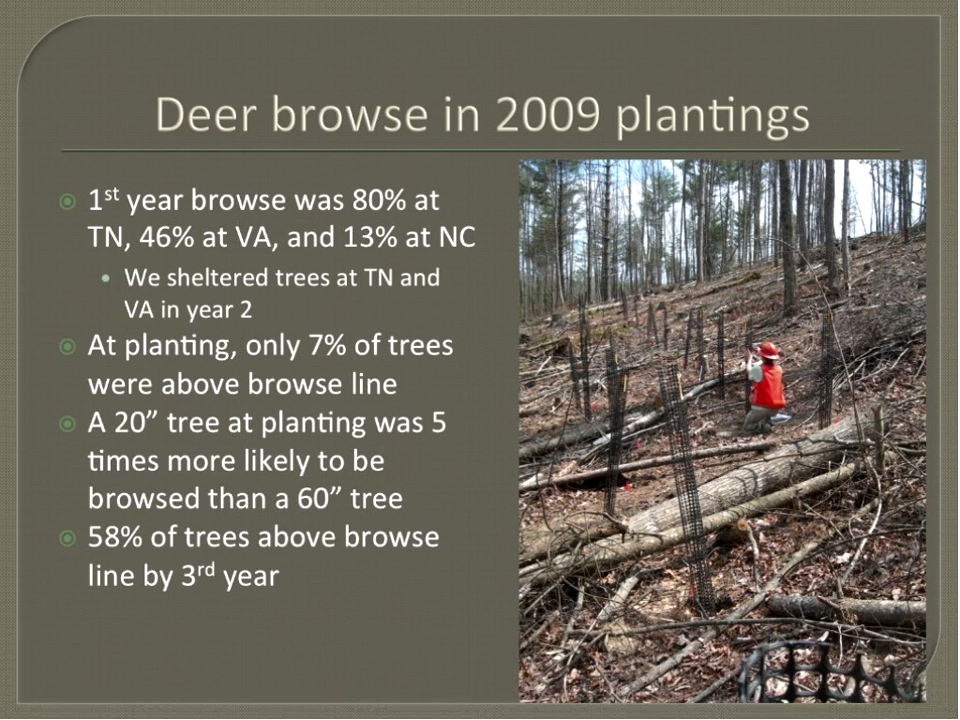 Deer browse in 2009 plantings
1st year browse was 80% at
TN, 46% at VA, and 13% at NC
We sheltered trees at TN and
VA in year 2
At planting, only 7% of trees
were above browse line
A 20” tree at planting was 5
times more likely to be
browsed than a 60” tree
58% of trees above browse
line by 3rd year